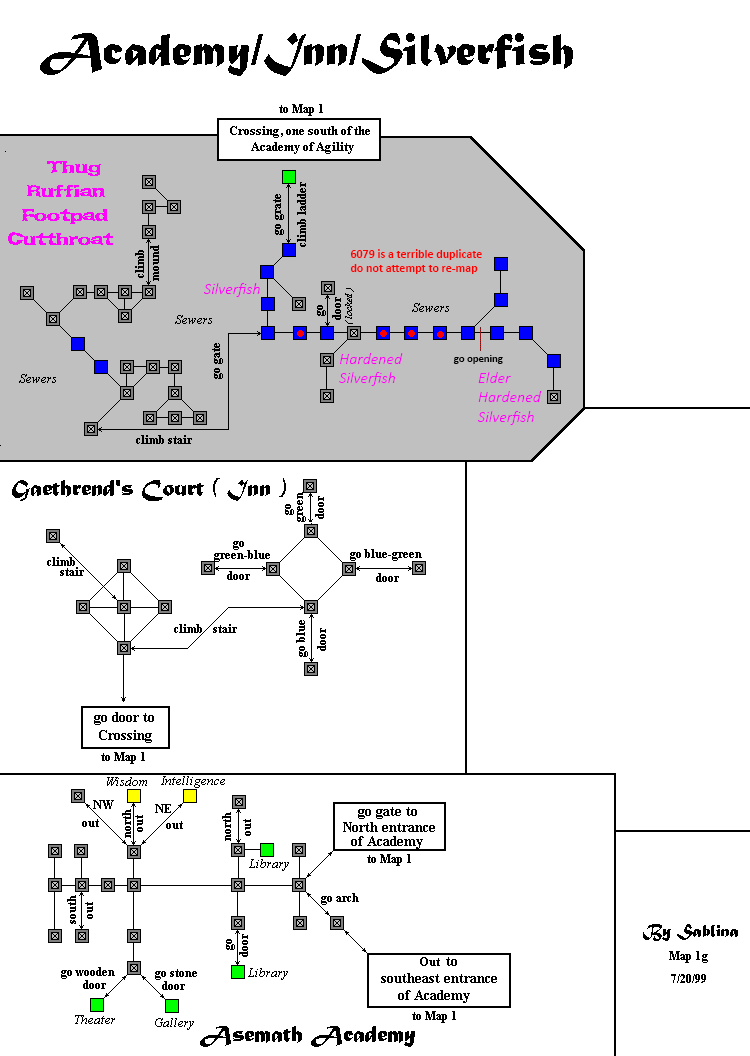 Academy/Inn/Silverfish
to Map 1
Crossing, one south of the
Academy of Agility
Thug
Ruffian
Footpad
Cutthroat
climb
mound
go grate
climb ladder
6079 is a terrible duplicate
do not attempt to re-map
Silverfish
go
door
(locked)
Sewers
Sewers
go gate
Hardened
Silverfish
go opening
Elder
Hardened
Silverfish
Sewers
climb stair
Gaethrend's Court ( Inn )
go
green
door
climb
stair
go
green-blue
door
go blue-green
door
climb stair
go blue
door
go door to
Crossing
to Map 1
Wisdom
Intelligence
NW
out
north
out
NE
out
north
out
Library
go gate to
North entrance
of Academy
to Map 1
south
out
go arch
go
door
Library
go wooden
door
go stone
door
Theater
Gallery
Out to
southeast entrance
of Academy
to Map 1
Asemath Academy
By Sablina
Map 1g
7/20/99